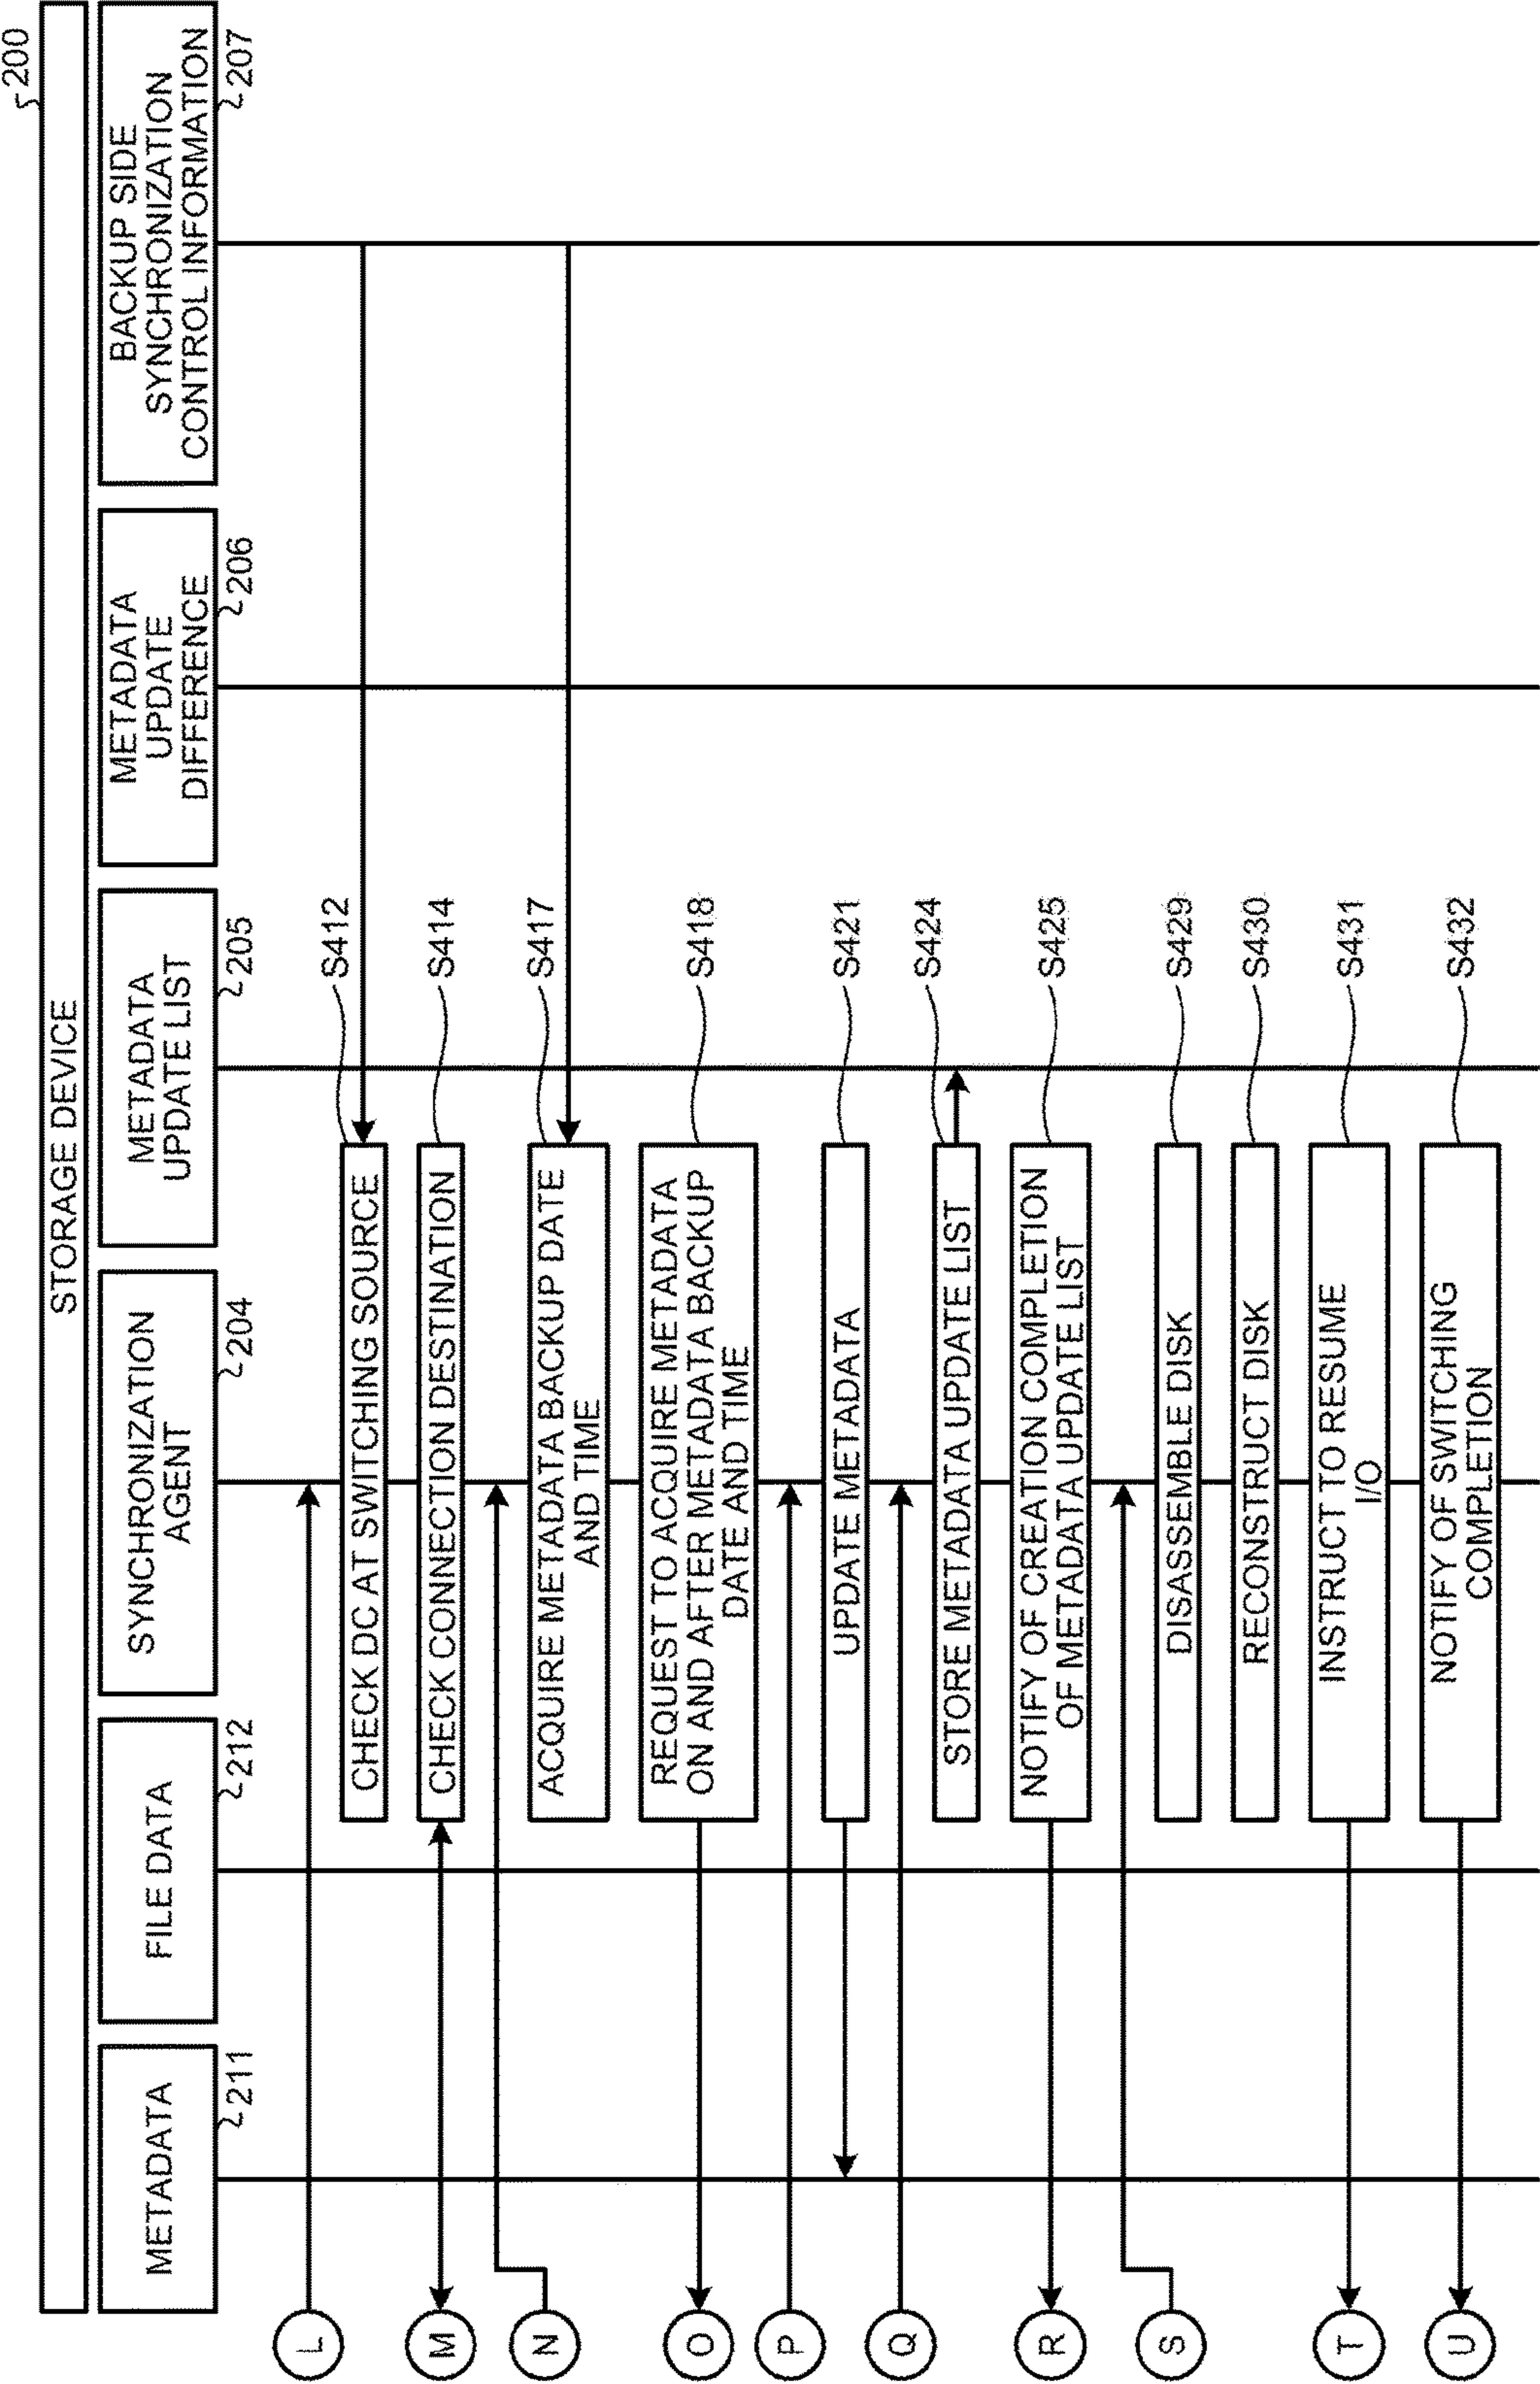 200
STORAGE DEVICE
METADATA
211
FILE DATA
212
SYNCHRONIZATION
AGENT
204
METADATA
UPDATE LIST
205
METADATA
UPDATE
DIFFERENCE
206
BACKUP SIDE
SYNCHRONIZATION
CONTROL INFORMATION
207
L
S412
CHECK DC AT SWITCHING SOURCE
M
S414
CHECK CONNECTION DESTINATION
N
S417
ACQUIRE METADATA BACKUP DATE
AND TIME
O
S418
REQUEST TO ACQUIRE METADATA
ON AND AFTER METADATA BACKUP
DATE AND TIME
P
S421
UPDATE METADATA
Q
S424
STORE METADATA UPDATE LIST
R
S425
NOTIFY OF CREATION COMPLETION
OF METADATA UPDATE LIST
S
S429
DISASSEMBLE DISK
S430
RECONSTRUCT DISK
T
S431
INSTRUCT TO RESUME
I/O
U
S432
NOTIFY OF SWITCHING
COMPLETION